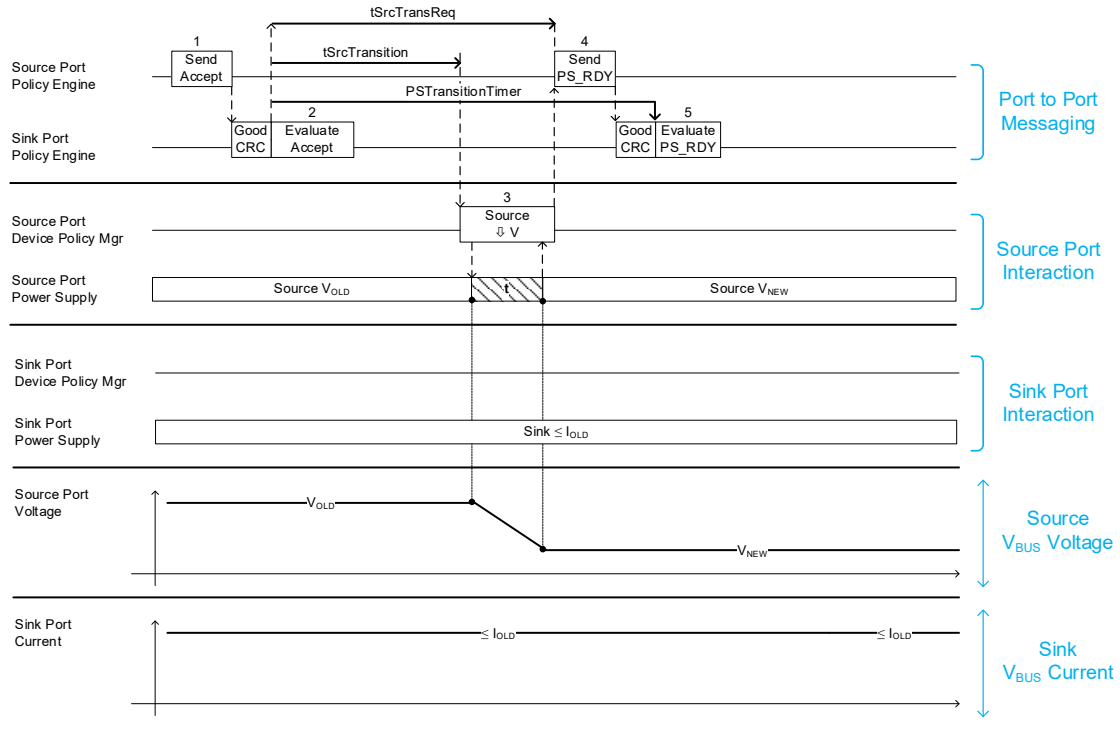 tSrcTransReq
1
4
Send
Accept
tSrcTransition
Send
PS_RDY
Source Port
Policy Engine
PSTransitionTimer
Port to Port
Messaging
2
5
Good
CRC
Evaluate
Accept
Good
CRC
Evaluate
PS_RDY
Sink Port
Policy Engine
3
Source Port
Device Policy Mgr
Source
⇩ V
Source Port
Interaction
Source Port
Power Supply
Source VOLD
t
Source VNEW
Sink Port
Device Policy Mgr
Sink Port
Interaction
Sink Port
Power Supply
Sink ≤ IOLD
Source Port
Voltage
VOLD
VNEW
Source
VBUS Voltage
Sink Port
Current
≤ IOLD
≤ IOLD
Sink
VBUS Current